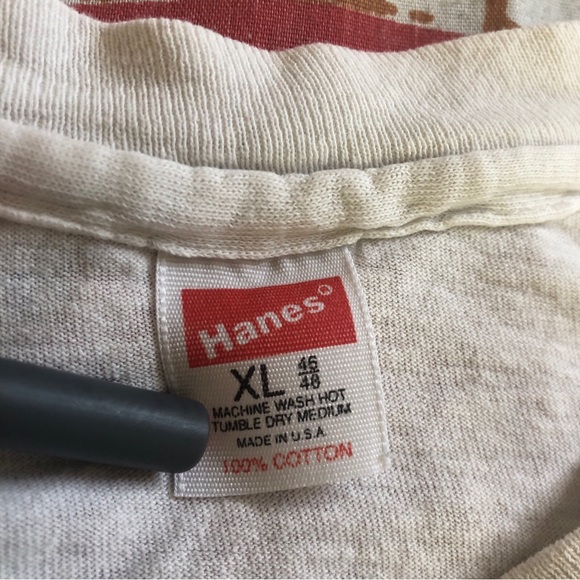 Hanes®
XL 46/48
MACHINE WASH HOT
TUMBLE DRY MEDIUM
MADE IN U.S.A
100% COTTON